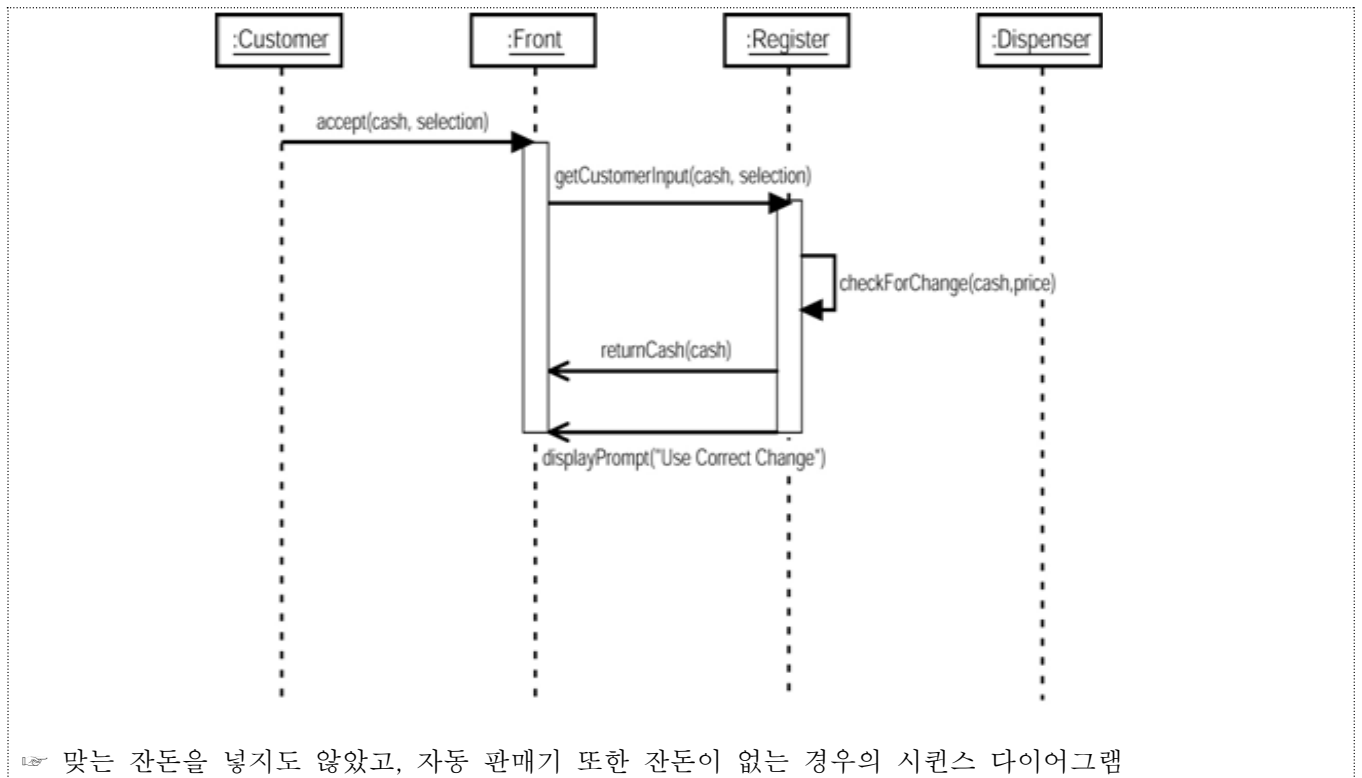 :Customer :Front :Register :Dispenser
accept(cash, selection)
getCustomerInput(cash, selection)
checkForChange(cash,price)
returnCash(cash)
displayPrompt("Use Correct Change")
☞ 맞는 잔돈을 넣지도 않았고, 자동 판매기 또한 잔돈이 없는 경우의 시퀸스 다이어그램